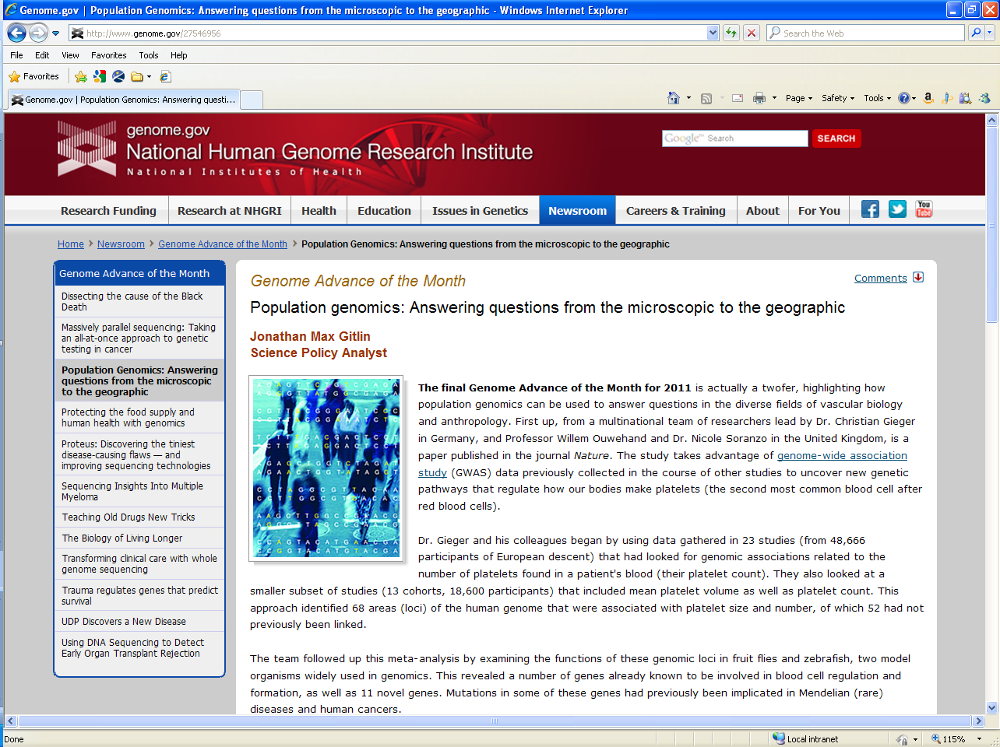 Genome.gov | Population Genomics: Answering questions from the microscopic to the geographic - Windows Internet Explorer
http://www.genome.gov/27546956
Search the Web
File Edit View Favorites Tools Help
Favorites
Genome.gov | Population Genomics: Answering questi...
Page Safety Tools
genome.gov
National Human Genome Research Institute
National Institutes of Health
Google™ Search
SEARCH
Research Funding Research at NHGRI Health Education Issues in Genetics Newsroom Careers & Training About For You
You Tube
Home Newsroom Genome Advance of the Month Population Genomics: Answering questions from the microscopic to the geographic
Genome Advance of the Month
Dissecting the cause of the Black
Death
Massively parallel sequencing: Taking
an all-at-once approach to genetic
testing in cancer
Population Genomics: Answering
questions from the microscopic
to the geographic
Protecting the food supply and
human health with genomics
Proteus: Discovering the tiniest
disease-causing flaws — and
improving sequencing technologies
Sequencing Insights Into Multiple
Myeloma
Teaching Old Drugs New Tricks
The Biology of Living Longer
Transforming clinical care with whole
genome sequencing
Trauma regulates genes that predict
survival
UDP Discovers a New Disease
Using DNA Sequencing to Detect
Early Organ Transplant Rejection
Genome Advance of the Month
Comments
Population genomics: Answering questions from the microscopic to the geographic
Jonathan Max Gitlin
Science Policy Analyst
The final Genome Advance of the Month for 2011 is actually a twofer, highlighting how
population genomics can be used to answer questions in the diverse fields of vascular biology
and anthropology. First up, from a multinational team of researchers lead by Dr. Christian Gieger
in Germany, and Professor Willem Ouwehand and Dr. Nicole Soranzo in the United Kingdom, is a
paper published in the journal Nature. The study takes advantage of genome-wide association
study (GWAS) data previously collected in the course of other studies to uncover new genetic
pathways that regulate how our bodies make platelets (the second most common blood cell after
red blood cells).
Dr. Gieger and his colleagues began by using data gathered in 23 studies (from 48,666
participants of European descent) that had looked for genomic associations related to the
number of platelets found in a patient's blood (their platelet count). They also looked at a
smaller subset of studies (13 cohorts, 18,600 participants) that included mean platelet volume as well as platelet count. This
approach identified 68 areas (loci) of the human genome that were associated with platelet size and number, of which 52 had not
previously been linked.
The team followed up this meta-analysis by examining the functions of these genomic loci in fruit flies and zebrafish, two model
organisms widely used in genomics. This revealed a number of genes already known to be involved in blood cell regulation and
formation, as well as 11 novel genes. Mutations in some of these genes had previously been implicated in Mendelian (rare)
diseases and human cancers.
Done
Local intranet
115%